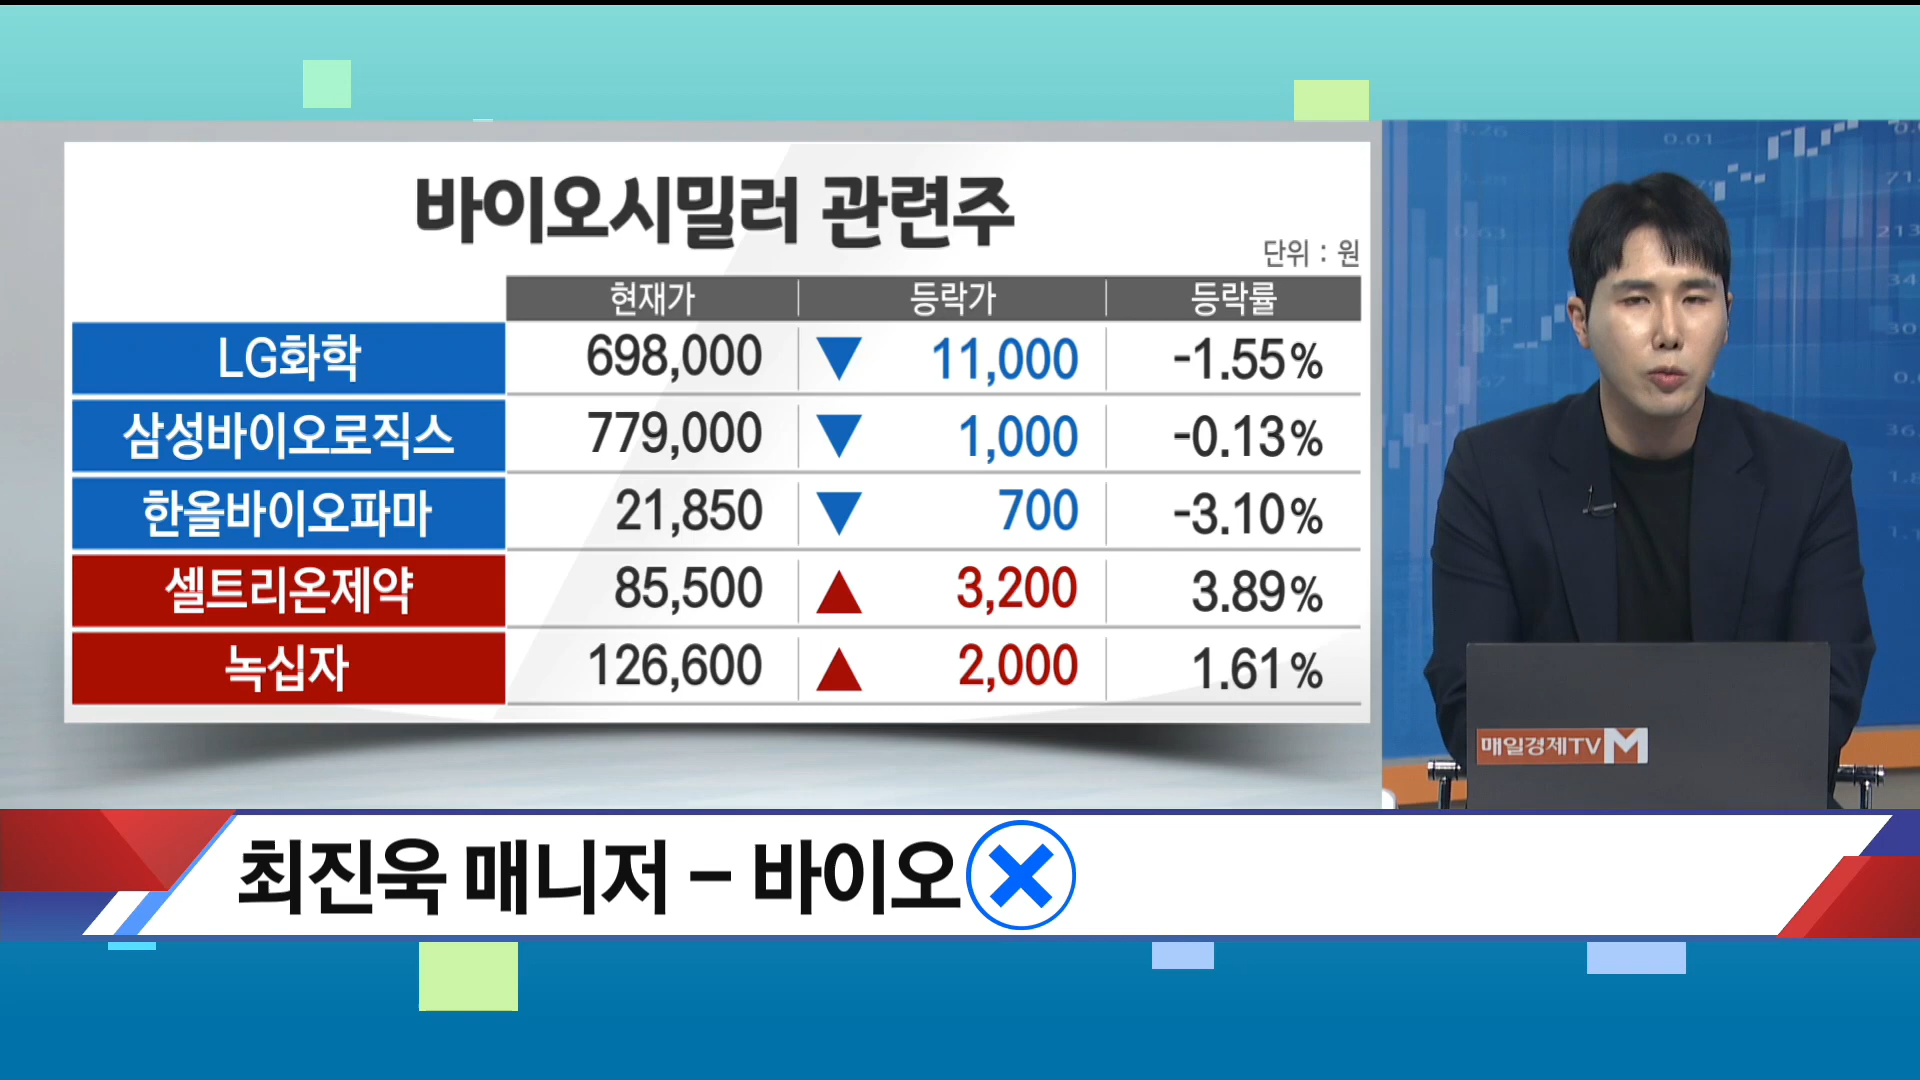 바이오시밀러 관련주
단위 : 원
현재가 등락가 등락률
LG화학 698,000 ▼ 11,000 -1.55%
삼성바이오로직스 779,000 ▼ 1,000 -0.13%
한올바이오파마 21,850 ▼ 700 -3.10%
셀트리온제약 85,500 ▲ 3,200 3.89%
녹십자 126,600 ▲ 2,000 1.61%
매일경제TV M
최진욱 매니저 - 바이오